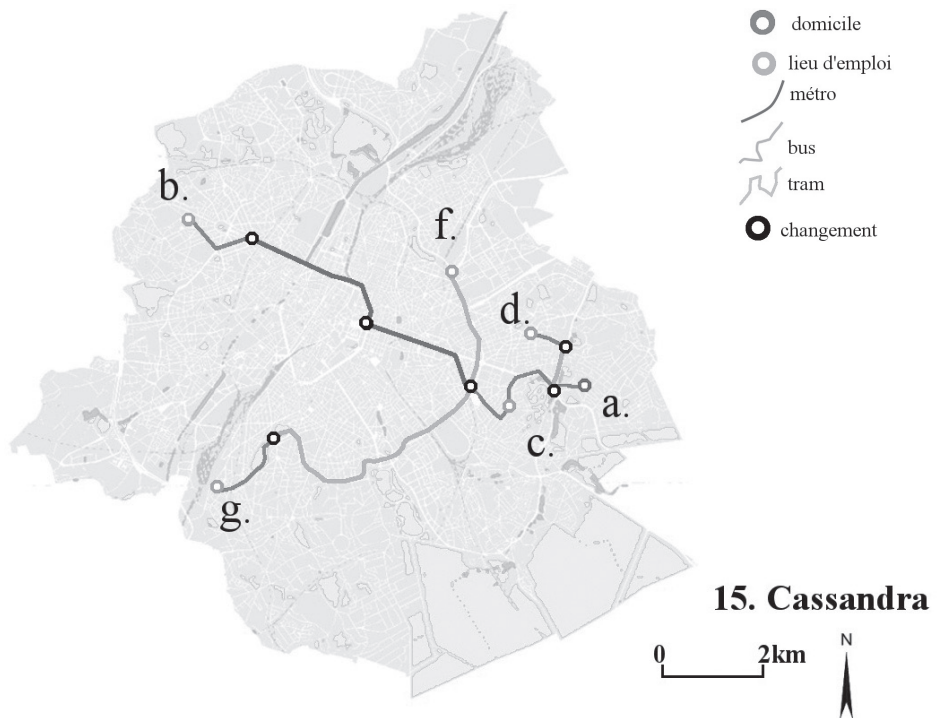 domicile
lieu d'emploi
métro
bus
tram
changement
b.
f.
d.
a.
c.
g.
15. Cassandra
0 2km
N